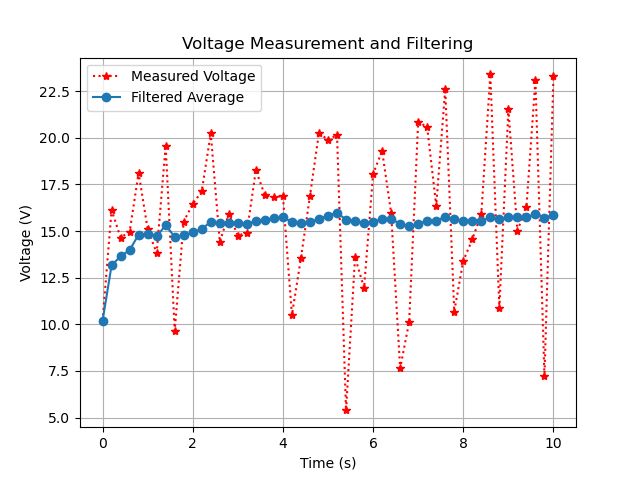 Voltage Measurement and Filtering
Measured Voltage
Filtered Average
Voltage (V)
22.5
20.0
17.5
15.0
12.5
10.0
7.5
5.0
0 2 4 6 8 10
Time (s)